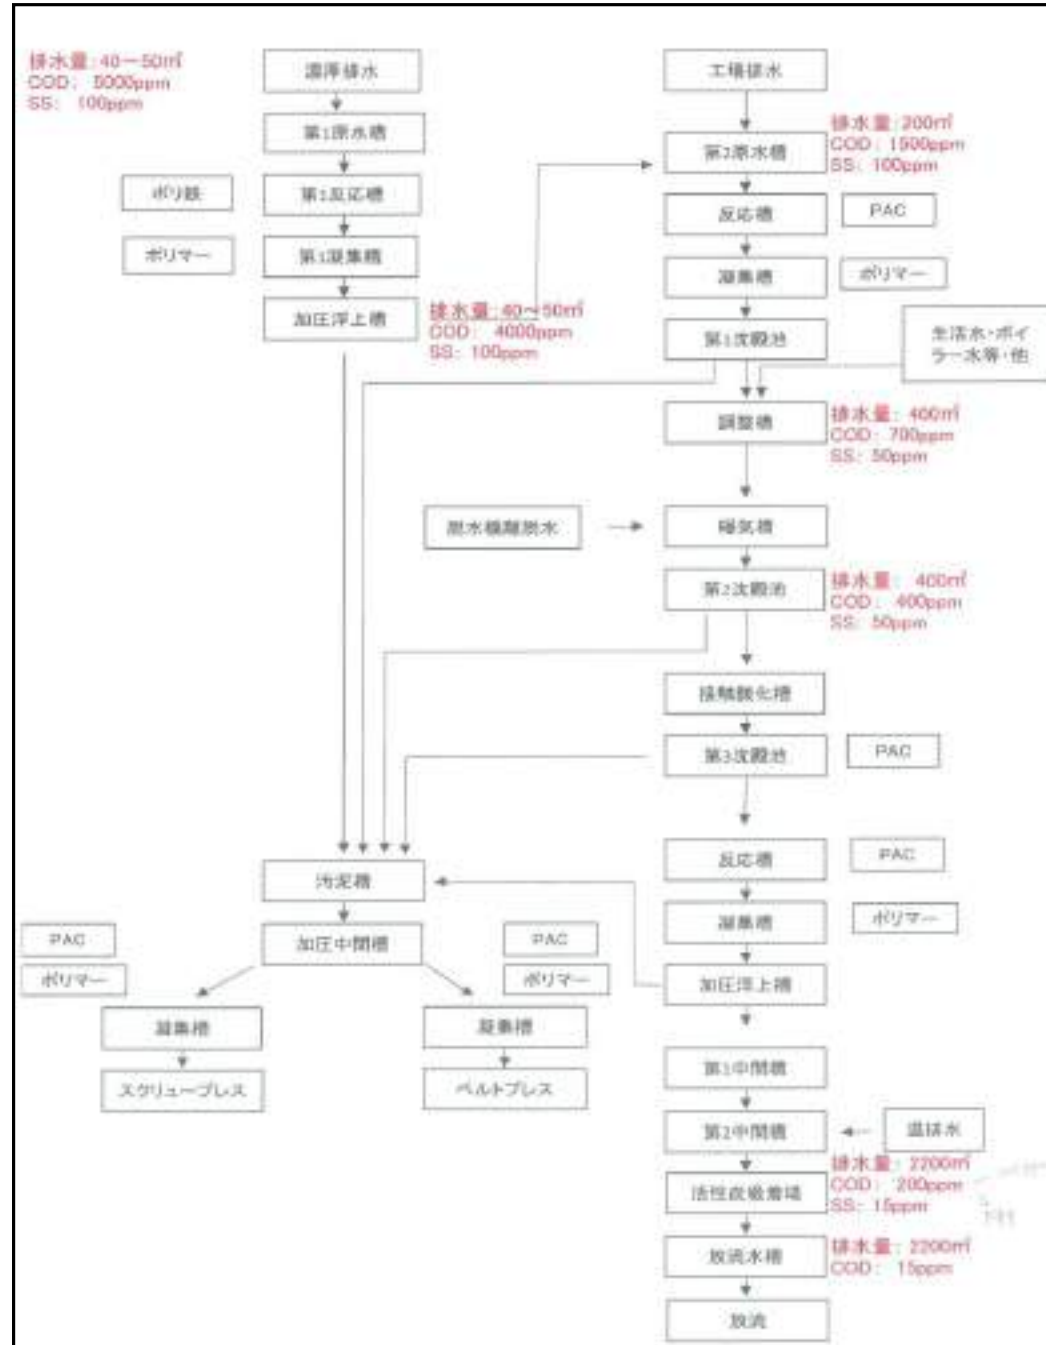 排水量:40～50㎥
COD: 5000ppm
SS: 100ppm
濃厚排水
第1原水槽
ポリ鉄
第1反応槽
ポリマー
第1凝集槽
加圧浮上槽
排水量:40～50㎥
COD: 4000ppm
SS: 100ppm
工程排水
第2原水槽
排水量:200㎥
COD: 1500ppm
SS: 100ppm
反応槽
PAC
凝集槽
ポリマー
第1沈殿池
生活水・ボイ
ラー水等・他
調整槽
排水量: 400㎥
COD: 700ppm
SS: 50ppm
脱水機離脱水
曝気槽
第2沈殿池
排水量: 400㎥
COD: 400ppm
SS: 50ppm
接触酸化槽
第3沈殿池
PAC
反応槽
PAC
凝集槽
ポリマー
加圧浮上槽
汚泥槽
加圧中間槽
PAC
ポリマー
PAC
ポリマー
凝集槽
凝集槽
スクリュープレス
ベルトプレス
第1中間槽
第2中間槽
温排水
排水量: 2200㎥
COD: 200ppm
SS: 15ppm
活性炭吸着塔
放流水槽
排水量: 2200㎥
COD: 15ppm
放流